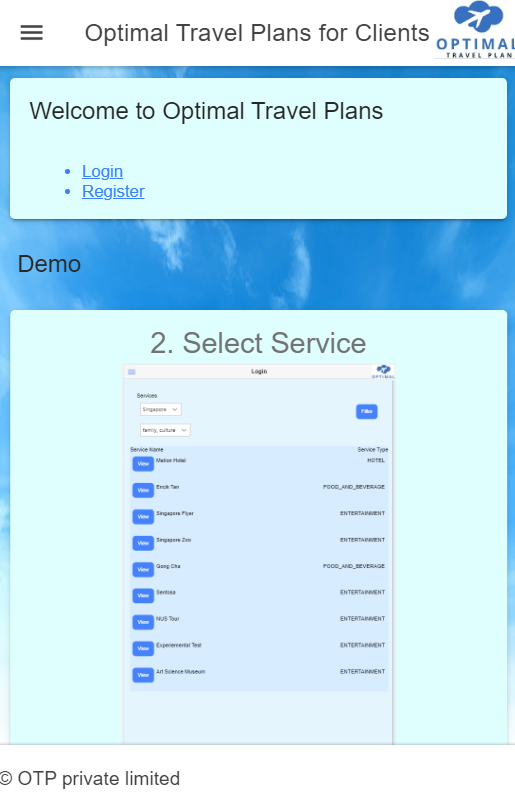 Optimal Travel Plans for Clients
OPTIMAL
TRAVEL PLAN
Welcome to Optimal Travel Plans
Login
Register
Demo
2. Select Service
Login
OPTIMAL
Services
Singapore
Filter
family, culture
Service Name Service Type
View Melion Hotel HOTEL
View Encik Tan FOOD_AND_BEVERAGE
View Singapore Flyer ENTERTAINMENT
View Singapore Zoo ENTERTAINMENT
View Gong Cha FOOD_AND_BEVERAGE
View Sentosa ENTERTAINMENT
View NUS Tour ENTERTAINMENT
View Experiemental Test ENTERTAINMENT
View Art Science Museum ENTERTAINMENT
© OTP private limited